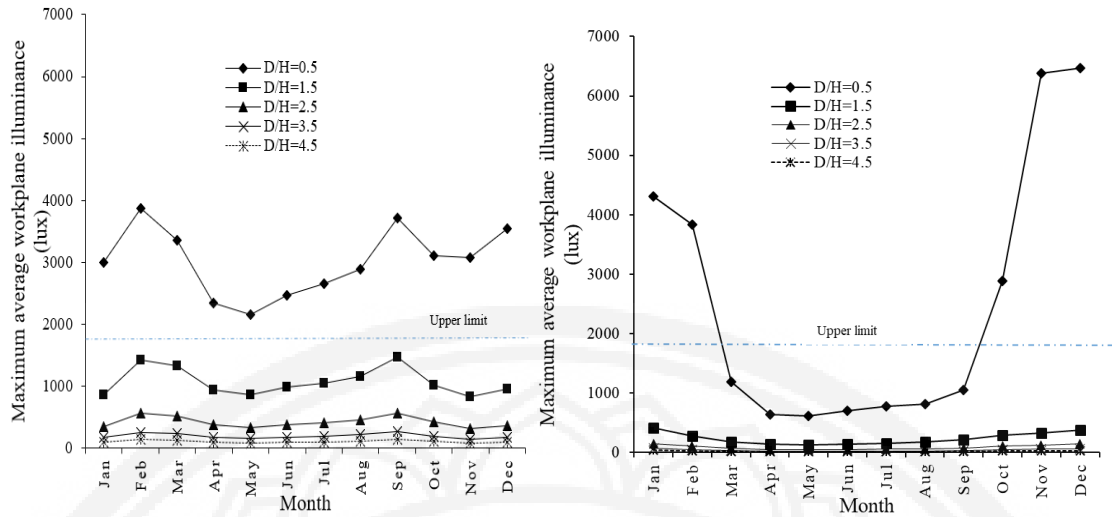 7000
6000
5000
4000
3000
2000
1000
0
Maximum average workplane illuminance
(lux)
D/H=0.5
D/H=1.5
D/H=2.5
D/H=3.5
D/H=4.5
Upper limit
Jan
Feb
Mar
Apr
May
Jun
Jul
Aug
Sep
Oct
Nov
Dec
Month
7000
6000
5000
4000
3000
2000
1000
0
Maximum average workplane illuminance
(lux)
D/H=0.5
D/H=1.5
D/H=2.5
D/H=3.5
D/H=4.5
Upper limit
Jan
Feb
Mar
Apr
May
Jun
Jul
Aug
Sep
Oct
Nov
Dec
Month